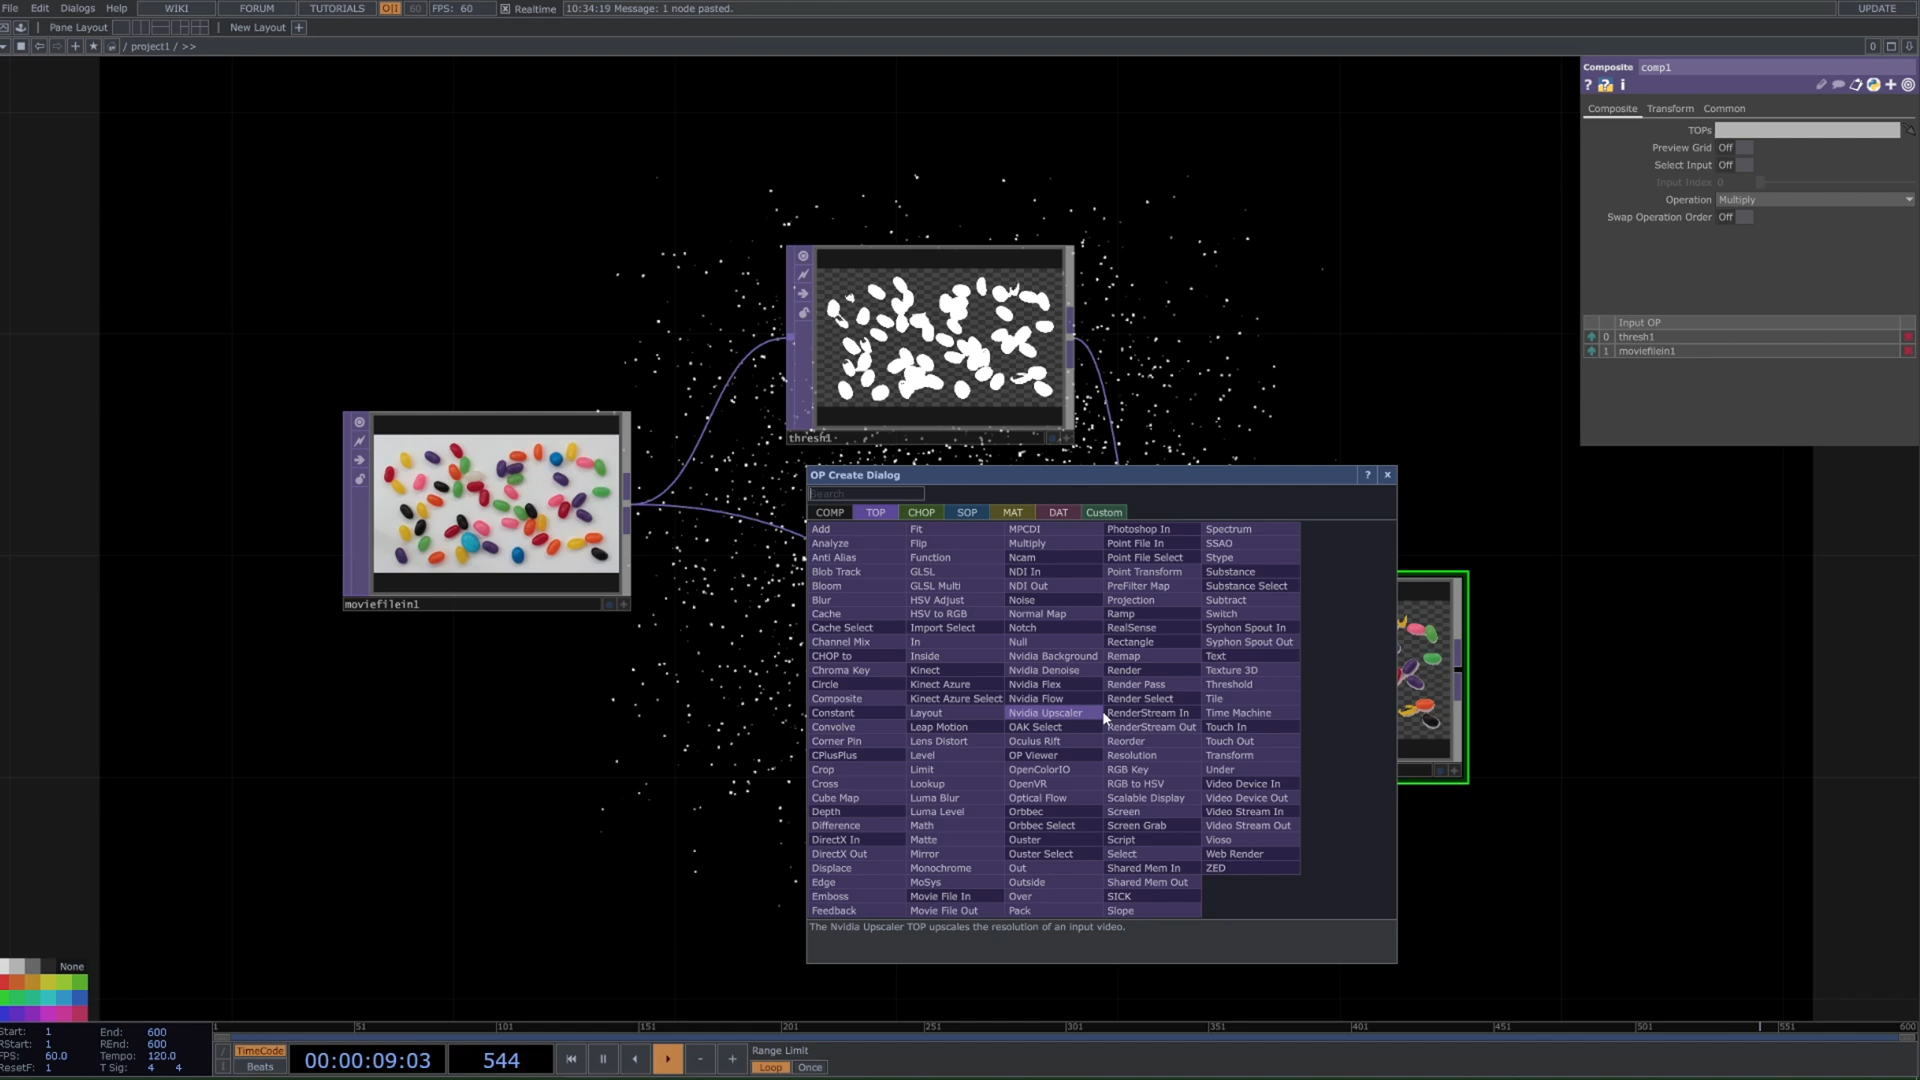 File Edit Dialogs Help WIKI FORUM TUTORIALS O|I 60 FPS: 60 Realtime 10:34:19 Message: 1 node pasted. UPDATE
Pane Layout New Layout +
/ project1 / >> 0
Composite comp1
? ? i
Composite Transform Common
TOPs
Preview Grid Off
Select Input Off
Input Index 0
Operation Multiply
Swap Operation Order Off
Input OP
0 thresh1
1 moviefilein1
thresh1
moviefilein1
OP Create Dialog ? x
Search
COMP TOP CHOP SOP MAT DAT Custom
Add Fit MPCDI Photoshop In Spectrum
Analyze Flip Multiply Point File In SSAO
Anti Alias Function Ncam Point File Select Stype
Blob Track GLSL NDI In Point Transform Substance
Bloom GLSL Multi NDI Out PreFilter Map Substance Select
Blur HSV Adjust Noise Projection Subtract
Cache HSV to RGB Normal Map Ramp Switch
Cache Select Import Select Notch RealSense Syphon Spout In
Channel Mix In Null Rectangle Syphon Spout Out
CHOP to Inside Nvidia Background Remap Text
Chroma Key Kinect Nvidia Denoise Render Texture 3D
Circle Kinect Azure Nvidia Flex Render Pass Threshold
Composite Kinect Azure Select Nvidia Flow Render Select Tile
Constant Layout Nvidia Upscaler RenderStream In Time Machine
Convolve Leap Motion OAK Select RenderStream Out Touch In
Corner Pin Lens Distort Oculus Rift Reorder Touch Out
CPlusPlus Level OP Viewer Resolution Transform
Crop Limit OpenColorIO RGB Key Under
Cross Lookup OpenVR RGB to HSV Video Device In
Cube Map Luma Blur Optical Flow Scalable Display Video Device Out
Depth Luma Level Orbbec Screen Video Stream In
Difference Math Orbbec Select Screen Grab Video Stream Out
DirectX In Matte Ouster Script Vioso
DirectX Out Mirror Ouster Select Select Web Render
Displace Monochrome Out Shared Mem In ZED
Edge MoSys Outside Shared Mem Out
Emboss Movie File In Over SICK
Feedback Movie File Out Pack Slope
The Nvidia Upscaler TOP upscales the resolution of an input video.
None
1 51 101 151 201 251 301 351 401 451 501 551 600
Start: 1 End: 600
RStart: 1 REnd: 600
FPS: 60.0 Tempo: 120.0
ResetF: 1 T Sig: 4 4
TimeCode
Beats
00:00:09:03 544
- +
Range Limit
Loop Once